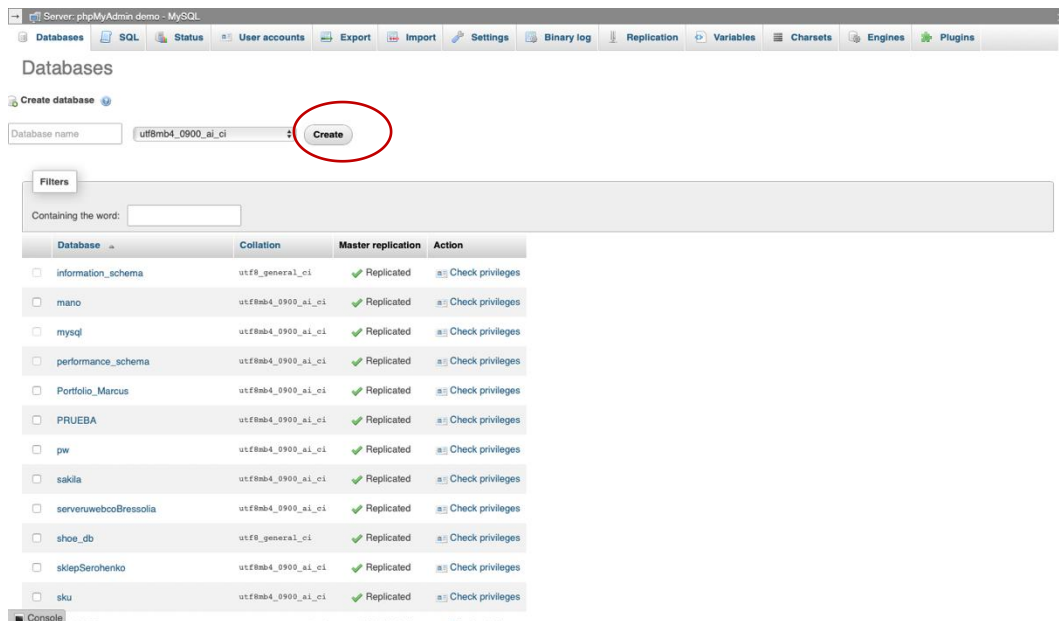 Server: phpMyAdmin demo - MySQL
Databases SQL Status User accounts Export Import Settings Binary log Replication Variables Charsets Engines Plugins
Databases
Create database
Database name utf8mb4_0900_ai_ci Create
Filters
Containing the word:
Database Collation Master replication Action
information_schema utf8_general_ci Replicated Check privileges
mano utf8mb4_0900_ai_ci Replicated Check privileges
mysql utf8mb4_0900_ai_ci Replicated Check privileges
performance_schema utf8mb4_0900_ai_ci Replicated Check privileges
Portfolio_Marcus utf8mb4_0900_ai_ci Replicated Check privileges
PRUEBA utf8mb4_0900_ai_ci Replicated Check privileges
pw utf8mb4_0900_ai_ci Replicated Check privileges
sakila utf8mb4_0900_ai_ci Replicated Check privileges
serveruwebcoBressolia utf8mb4_0900_ai_ci Replicated Check privileges
shoe_db utf8_general_ci Replicated Check privileges
sklepSerohenko utf8mb4_0900_ai_ci Replicated Check privileges
sku utf8mb4_0900_ai_ci Replicated Check privileges
Console